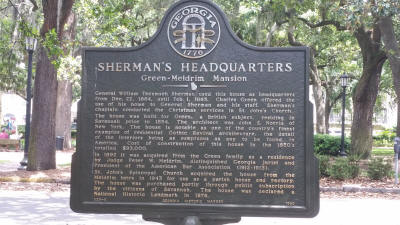 GEORGIA
1776
SHERMAN'S HEADQUARTERS
Green-Meldrim Mansion
General William Tecumseh Sherman used this house as headquarters
from Dec. 22, 1864, until Feb. 1, 1865. Charles Green offered the
use of his house to General Sherman and his staff. Sherman's
chaplain conducted the Christmas services in St. John's Church.
The house was built for Green, a British subject, residing in
Savannah prior to 1854. The architect was John S. Norris of
New York. The house is notable as one of the country's finest
examples of residential Gothic Revival architecture, the detail
of the interiors being as elaborate as any to be found in
America. Cost of construction of this house in the 1850's
totalled $93,000.
In 1892 it was acquired from the Green family as a residence
by Judge Peter W. Meldrim, distinguished Georgia jurist and
President of the American Bar Association (1912-1913).
St. John's Episcopal Church acquired the house from the
Meldrim heirs in 1943 for use as a parish house and rectory.
The house was purchased partly through public subscription
by the citizens of Savannah. The house was declared a
National Historic Landmark in 1976.
GEORGIA HISTORIC MARKER